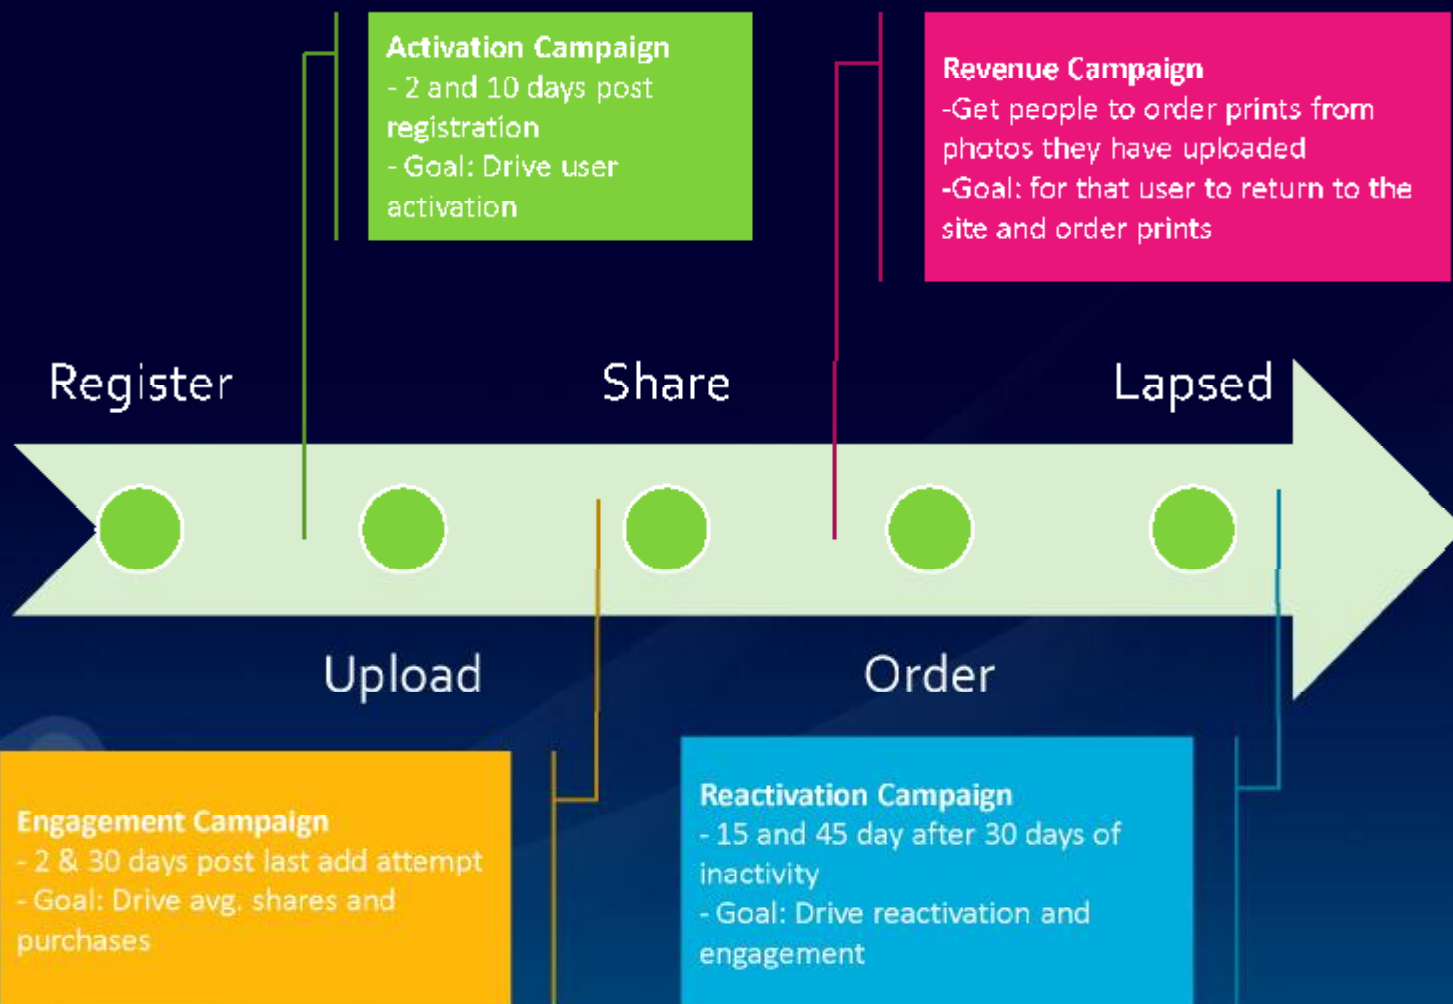 Activation Campaign
- 2 and 10 days post
registration
- Goal: Drive user
activation
Revenue Campaign
-Get people to order prints from
photos they have uploaded
-Goal: for that user to return to the
site and order prints
Register
Share
Lapsed
Upload
Order
Engagement Campaign
- 2 & 30 days post last add attempt
- Goal: Drive avg. shares and
purchases
Reactivation Campaign
- 15 and 45 day after 30 days of
inactivity
- Goal: Drive reactivation and
engagement